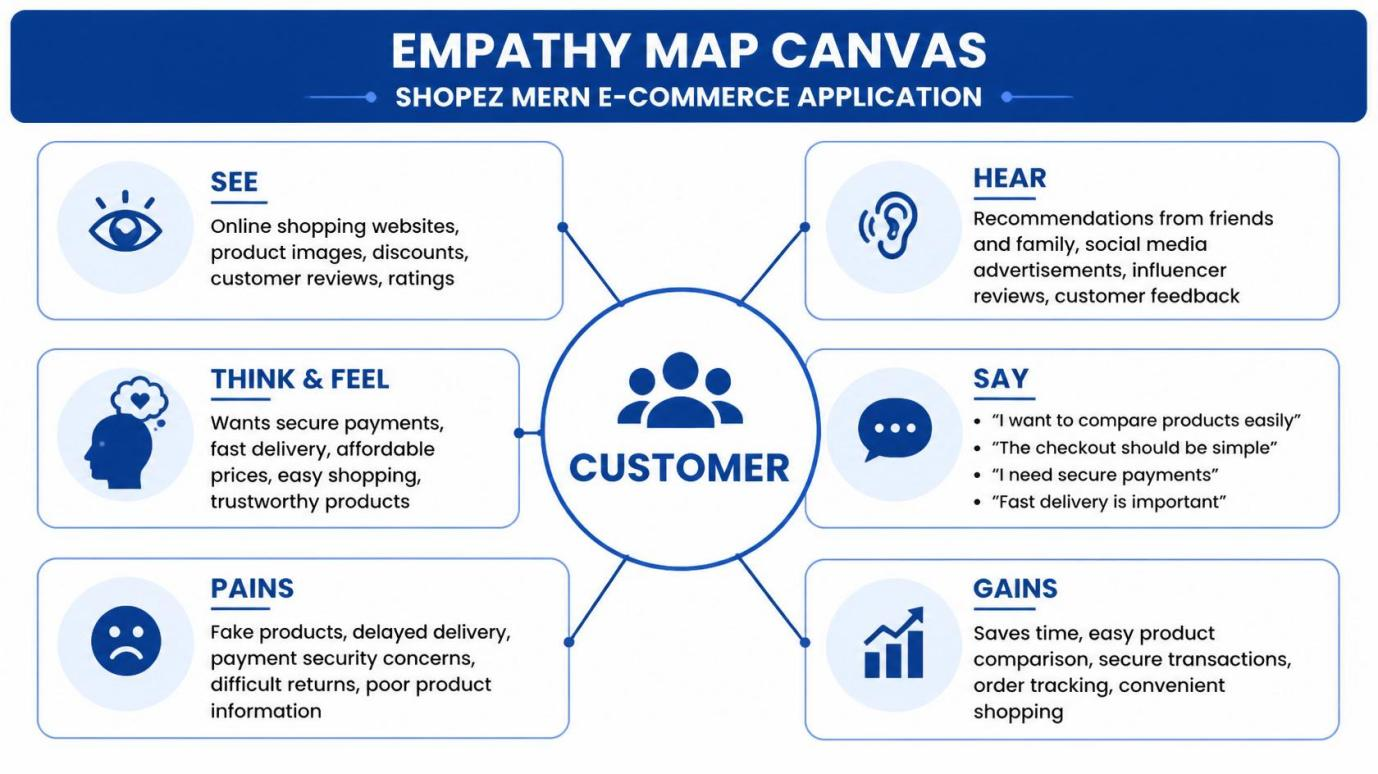 EMPATHY MAP CANVAS
SHOPEZ MERN E-COMMERCE APPLICATION
SEE
Online shopping websites,
product images, discounts,
customer reviews, ratings
HEAR
Recommendations from friends
and family, social media
advertisements, influencer
reviews, customer feedback
THINK & FEEL
Wants secure payments,
fast delivery, affordable
prices, easy shopping,
trustworthy products
CUSTOMER
SAY
• “I want to compare products easily”
• “The checkout should be simple”
• “I need secure payments”
• “Fast delivery is important”
PAINS
Fake products, delayed delivery,
payment security concerns,
difficult returns, poor product
information
GAINS
Saves time, easy product
comparison, secure transactions,
order tracking, convenient
shopping